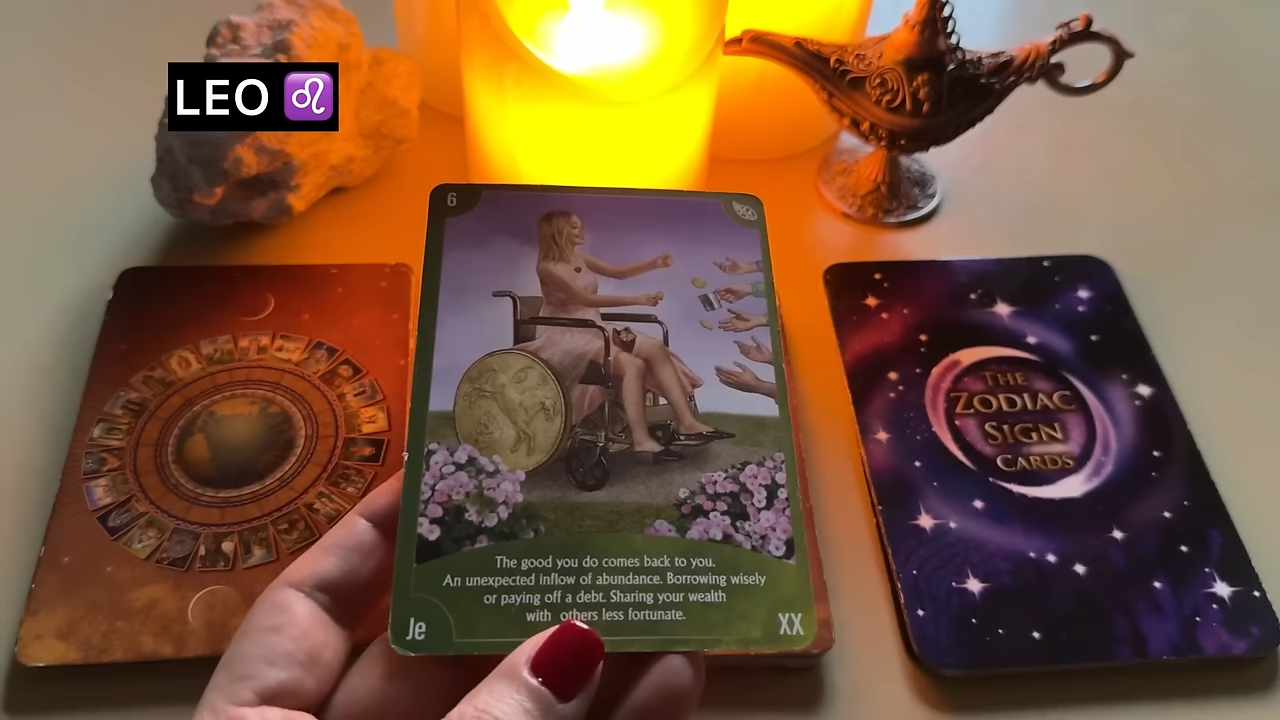 LEO ♌
6
The good you do comes back to you.
An unexpected inflow of abundance. Borrowing wisely
or paying off a debt. Sharing your wealth
with others less fortunate.
Je
XX
THE
ZODIAC
SIGN
CARDS